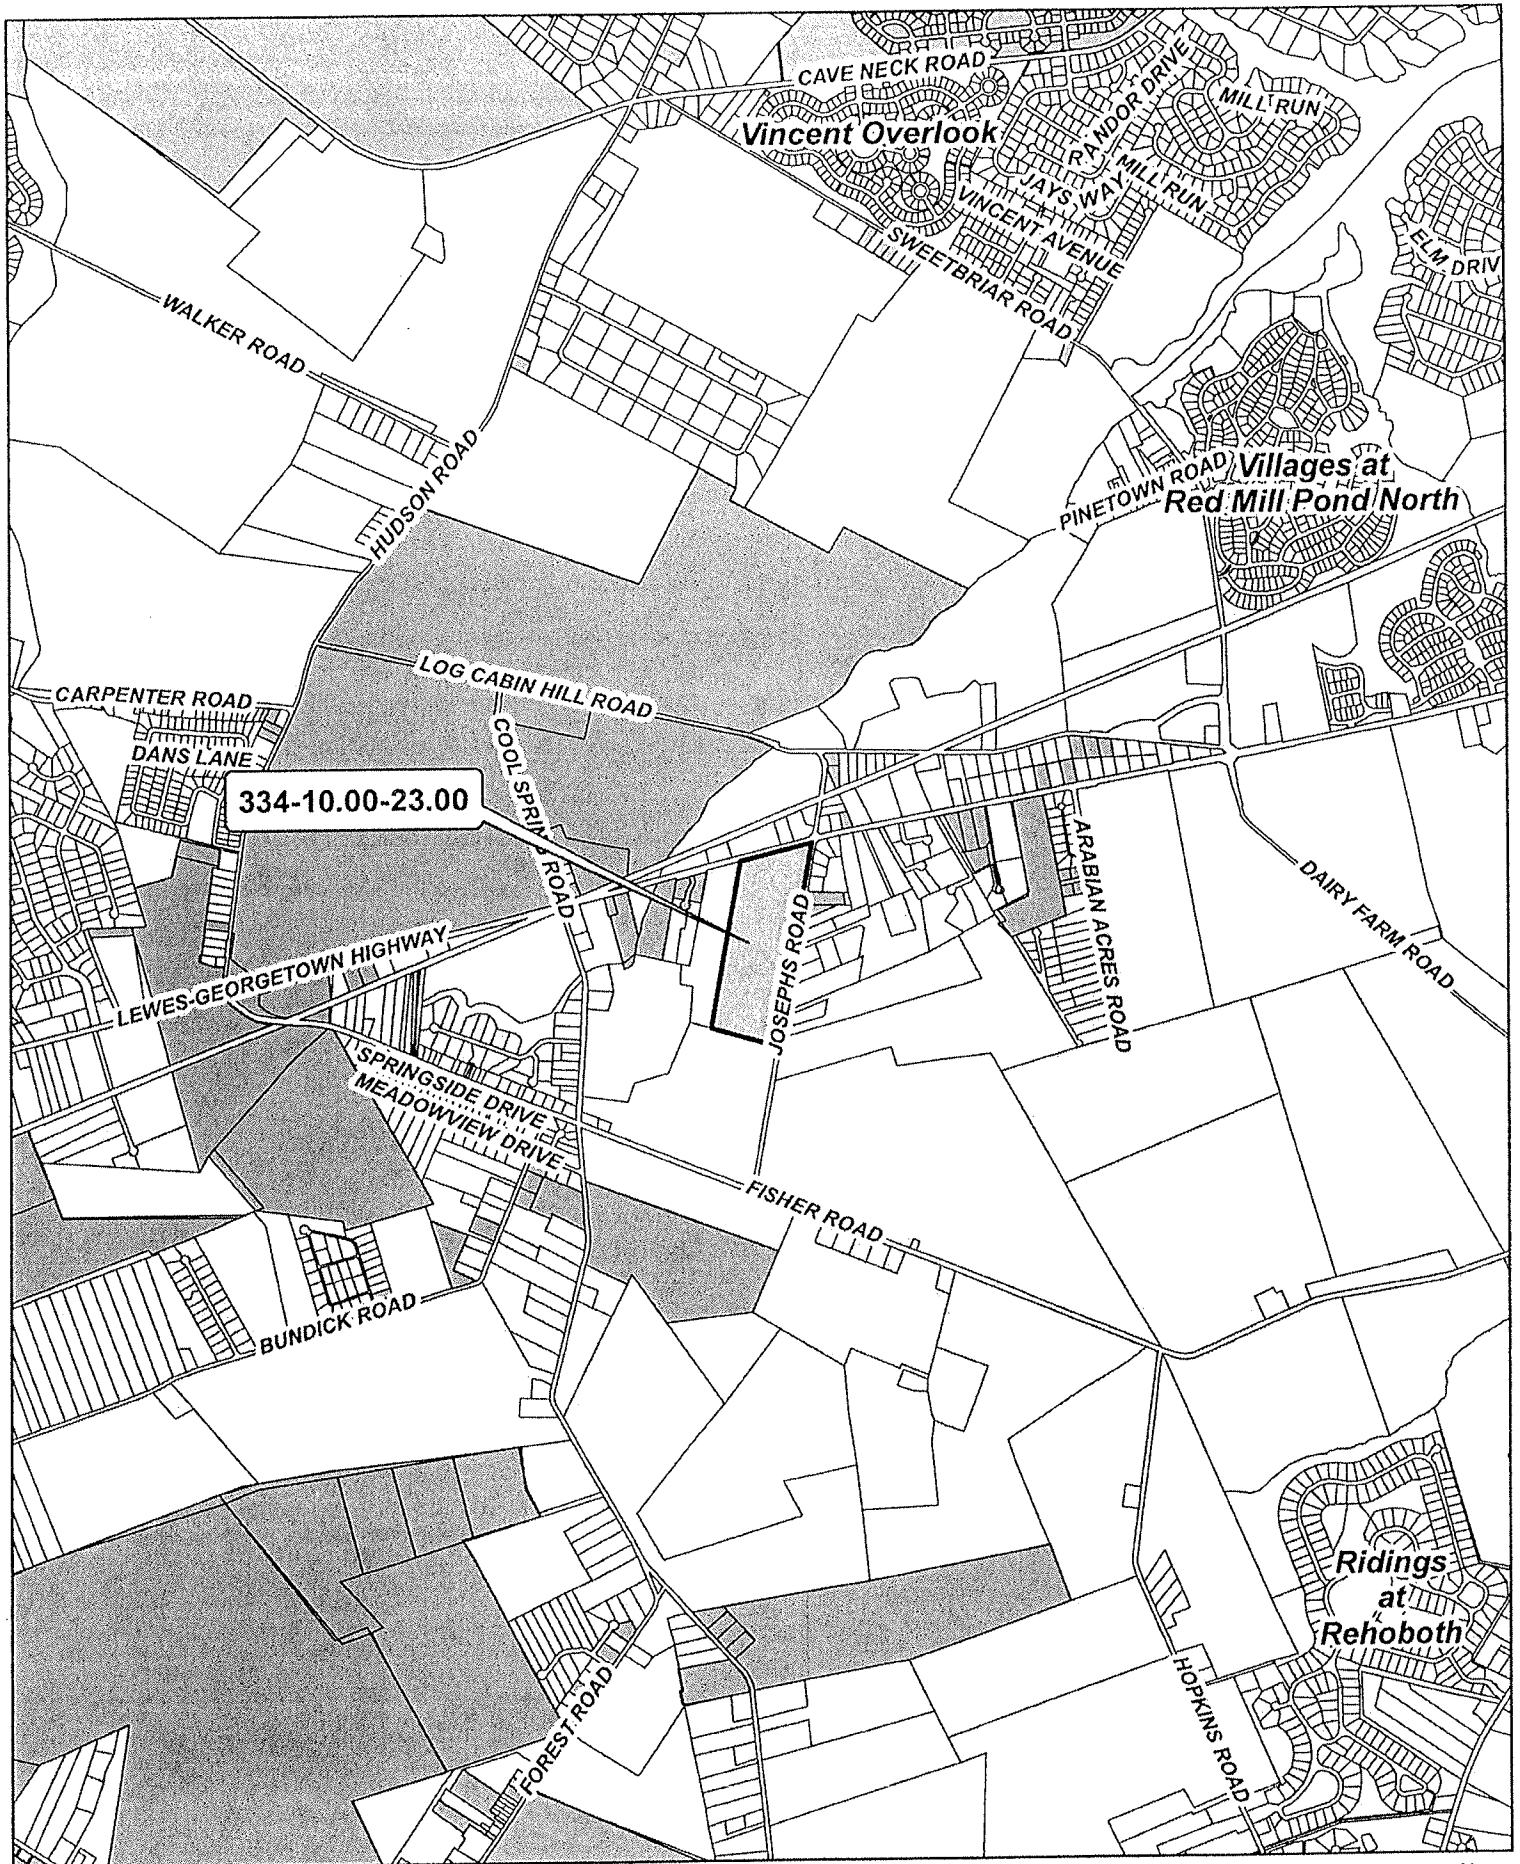 CAVE NECK ROAD
RANDOR DRIVE
MILL RUN
Vincent Overlook
JAYS WAY
MILL RUN
VINCENT AVENUE
SWEETBRIAR ROAD
ELM DRIV
WALKER ROAD
HUDSON ROAD
PINETOWN ROAD
Villages at
Red Mill Pond North
LOG CABIN HILL ROAD
CARPENTER ROAD
COOL SPRING ROAD
DANS LANE
334-10.00-23.00
ARABIAN ACRES ROAD
DAIRY FARM ROAD
LEWES-GEORGETOWN HIGHWAY
JOSEPHS ROAD
SPRINGSIDE DRIVE
MEADOWVIEW DRIVE
FISHER ROAD
BUNDICK ROAD
Ridings
at
Rehoboth
FOREST ROAD
HOPKINS ROAD